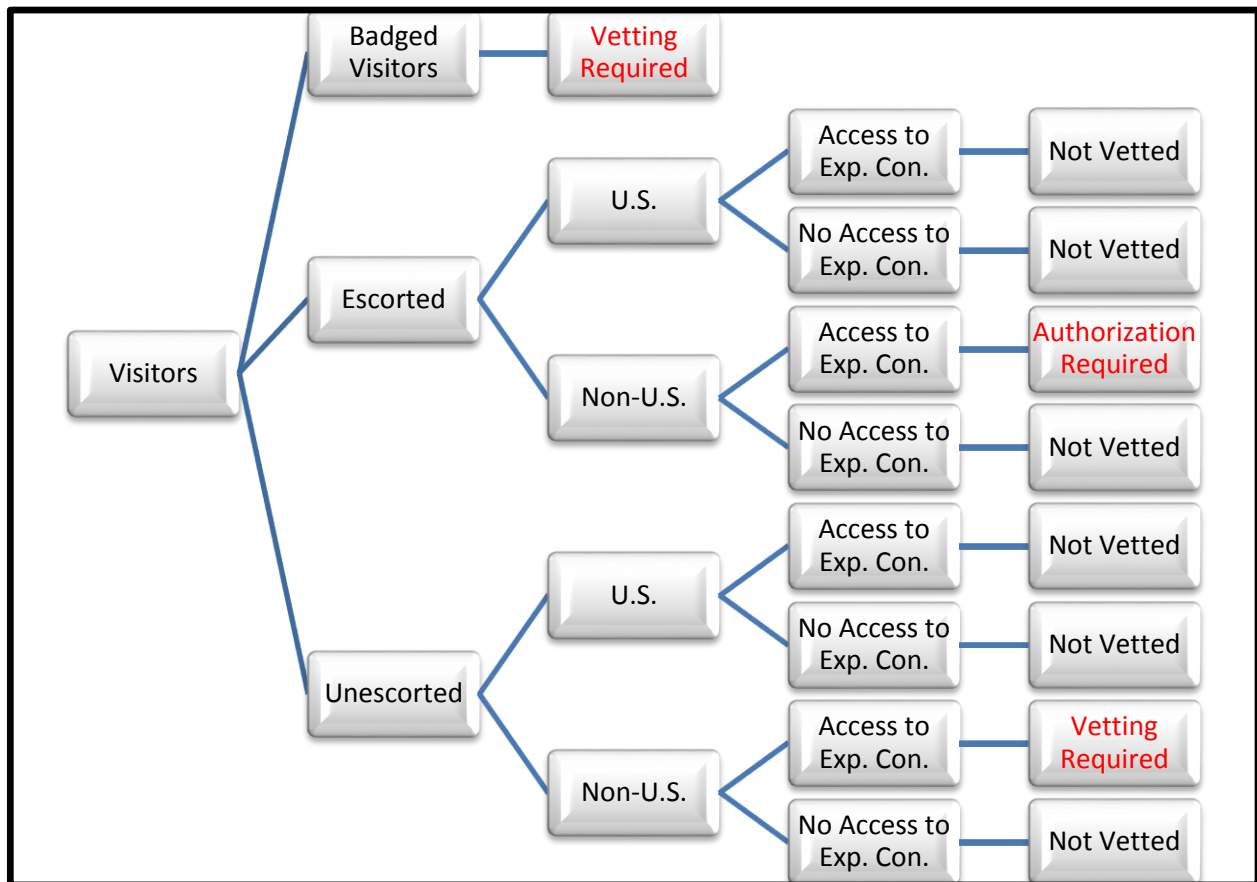 Badged
Visitors
Vetting
Required
Access to
Exp. Con.
Not Vetted
U.S.
No Access to
Exp. Con.
Not Vetted
Escorted
Access to
Exp. Con.
Authorization
Required
Visitors
Non-U.S.
No Access to
Exp. Con.
Not Vetted
Access to
Exp. Con.
Not Vetted
U.S.
No Access to
Exp. Con.
Not Vetted
Unescorted
Access to
Exp. Con.
Vetting
Required
Non-U.S.
No Access to
Exp. Con.
Not Vetted